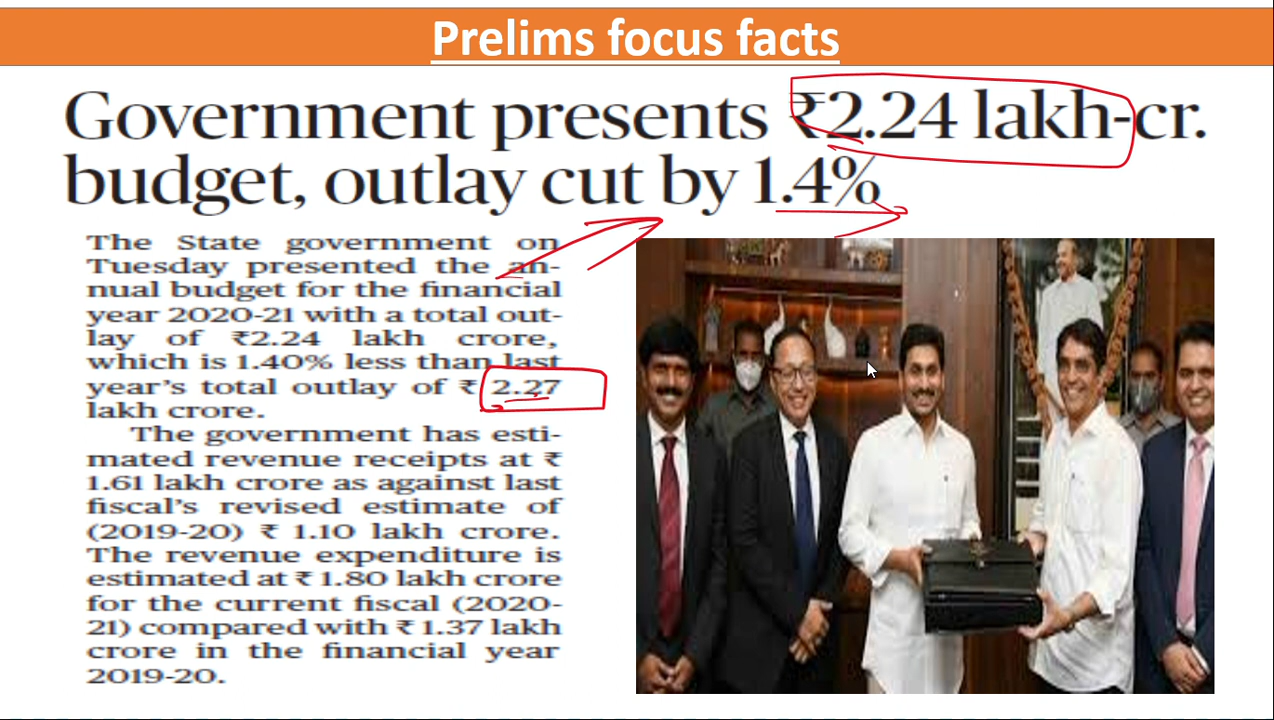 Prelims focus facts
Government presents ₹2.24 lakh-cr.
budget, outlay cut by 1.4%
The State government on
Tuesday presented the an-
nual budget for the financial
year 2020-21 with a total out-
lay of ₹2.24 lakh crore,
which is 1.40% less than last
year's total outlay of ₹ 2.27
lakh crore.
The government has esti-
mated revenue receipts at ₹
1.61 lakh crore as against last
fiscal's revised estimate of
(2019-20) ₹ 1.10 lakh crore.
The revenue expenditure is
estimated at ₹ 1.80 lakh crore
for the current fiscal (2020-
21) compared with ₹ 1.37 lakh
crore in the financial year
2019-20.